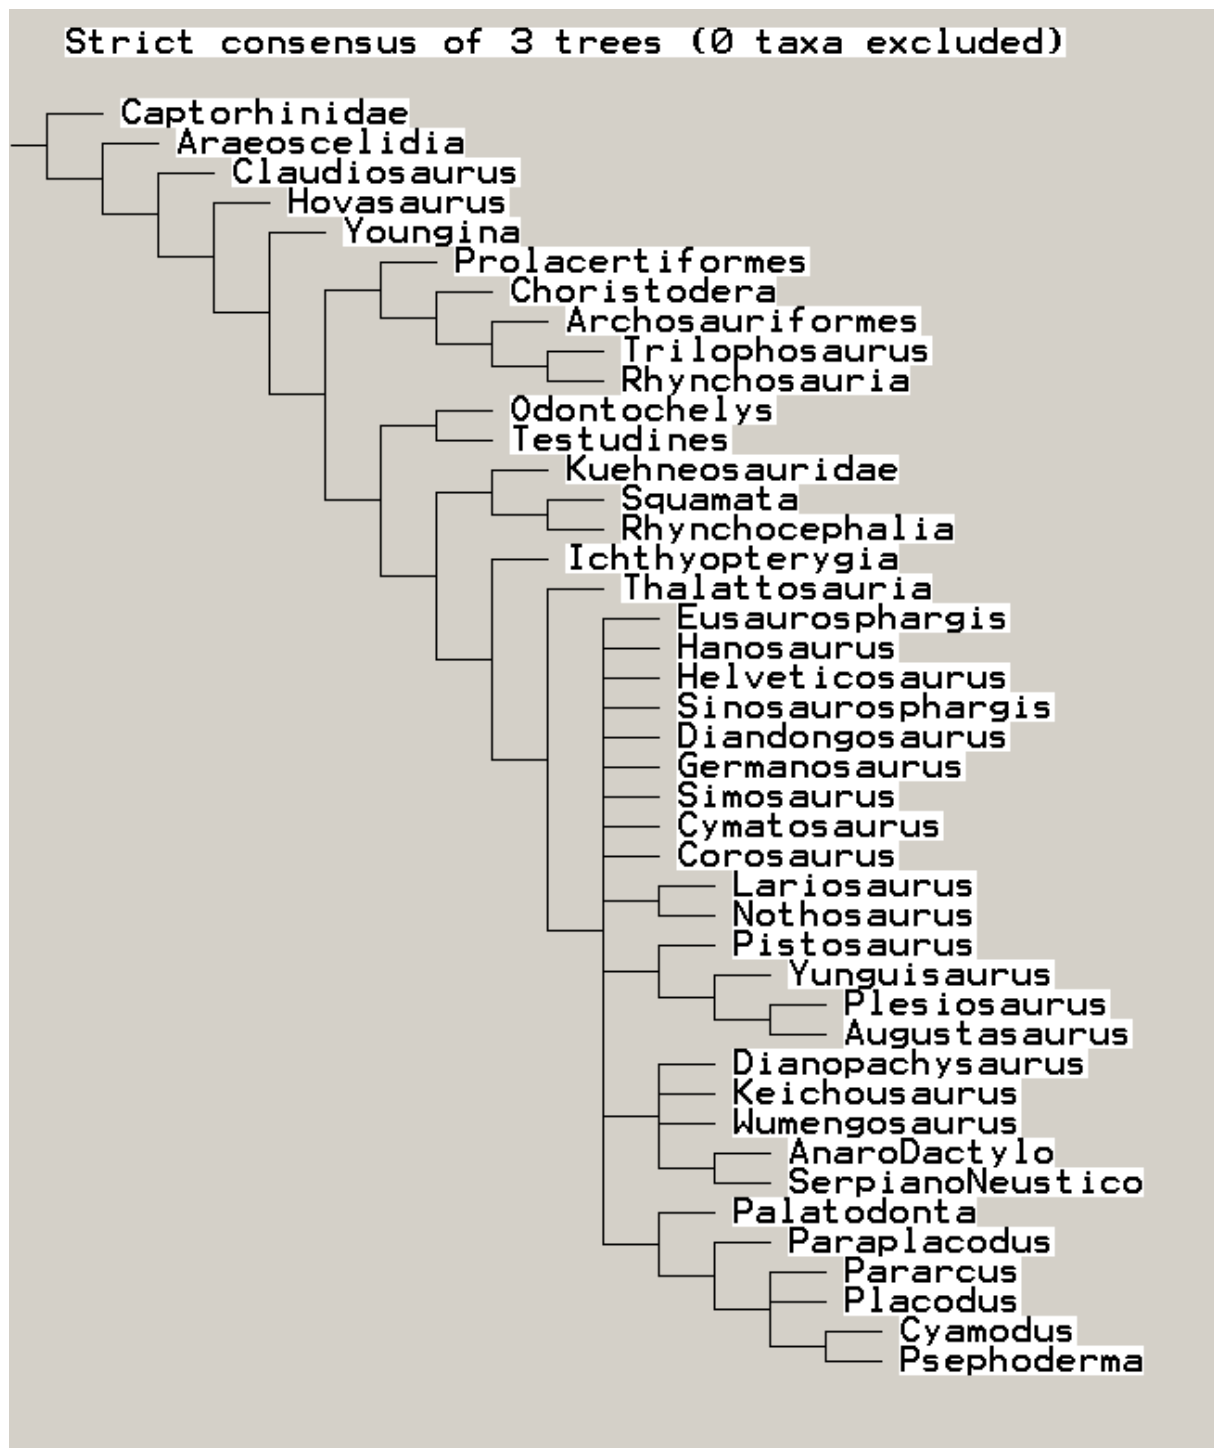 Strict consensus of 3 trees (0 taxa excluded)
Captorhinidae
Araeoscelidia
Claudiosaurus
Hovasaurus
Youngina
Prolacertiformes
Choristodera
Archosauriformes
Trilophosaurus
Rhynchosauria
Odontochelys
Testudines
Kuehneosauridae
Squamata
Rhynchocephalia
Ichthyopterygia
Thalattosauria
Eusaurosphargis
Hanosaurus
Helveticosaurus
Sinosaurosphargis
Diandongosaurus
Germanosaurus
Simosaurus
Cymatosaurus
Corosaurus
Lariosaurus
Nothosaurus
Pistosaurus
Yunguisaurus
Plesiosaurus
Augustasaurus
Dianopachysaurus
Keichousaurus
Wumengosaurus
AnaroDactylo
SerpianoNeustico
Palatodonta
Paraplacodus
Pararcus
Placodus
Cyamodus
Psephoderma